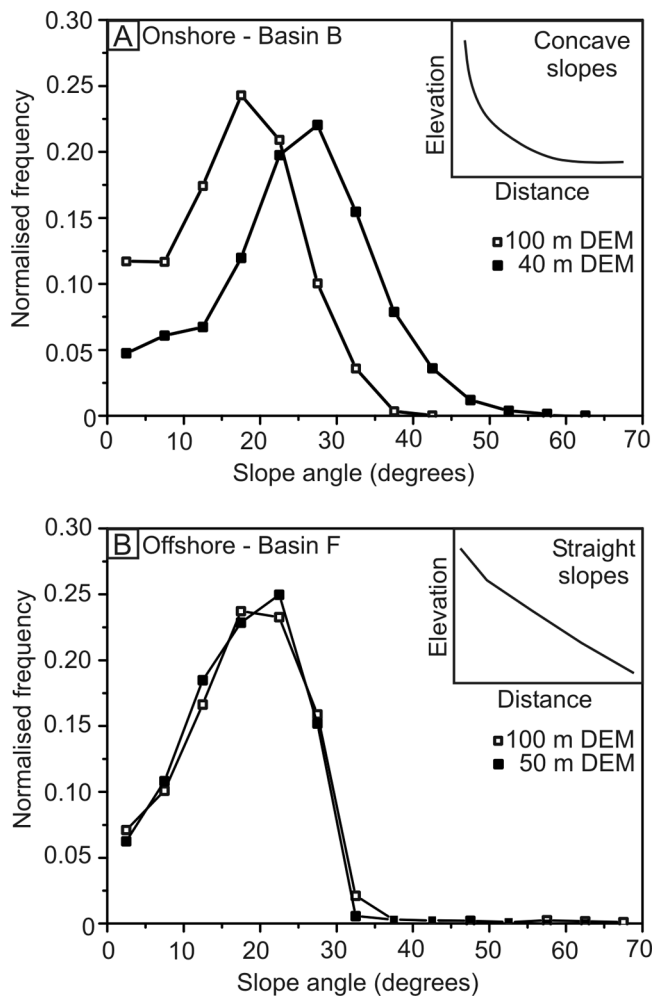 A Onshore - Basin B
Concave
slopes
Elevation
Distance
100 m DEM
40 m DEM
Normalised frequency
0.30
0.25
0.20
0.15
0.10
0.05
0
0 10 20 30 40 50 60 70
Slope angle (degrees)
B Offshore - Basin F
Straight
slopes
Elevation
Distance
100 m DEM
50 m DEM
Normalised frequency
0.30
0.25
0.20
0.15
0.10
0.05
0
0 10 20 30 40 50 60 70
Slope angle (degrees)